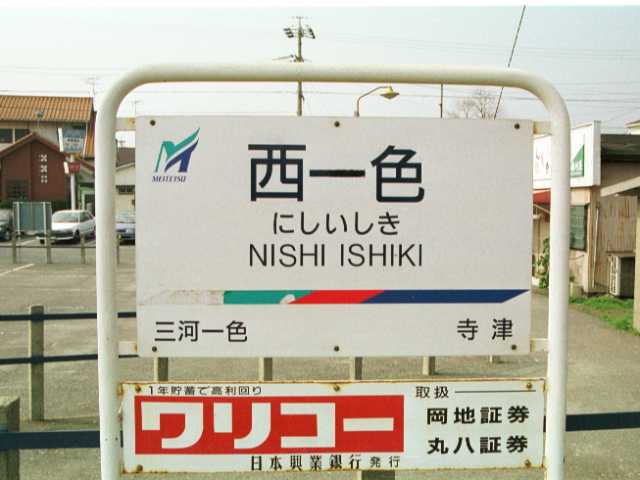 MEITETSU
西一色
にしいしき
NISHI ISHIKI
三河一色 寺津
1年貯蓄で高利回り 取扱
ワリコー 岡地証券
丸八証券
日本興業銀行 発行